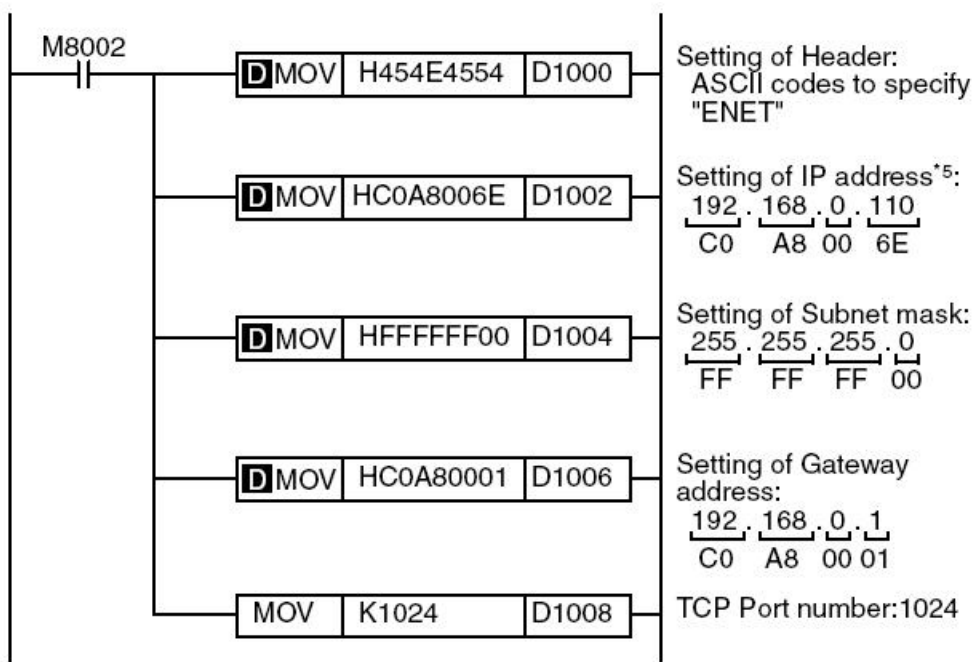 M8002
D MOV H454E4554 D1000
Setting of Header:
ASCII codes to specify
"ENET"
D MOV HC0A8006E D1002
Setting of IP address*5:
192 . 168 . 0 . 110
C0 A8 00 6E
D MOV HFFFFFF00 D1004
Setting of Subnet mask:
255 . 255 . 255 . 0
FF FF FF 00
D MOV HC0A80001 D1006
Setting of Gateway
address:
192 . 168 . 0 . 1
C0 A8 00 01
MOV K1024 D1008
TCP Port number:1024